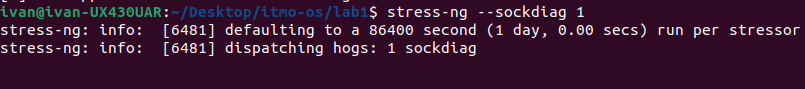 ivan@ivan-UX430UAR:~/Desktop/itmo-os/lab1$ stress-ng --sockdiag 1
stress-ng: info:  [6481] defaulting to a 86400 second (1 day, 0.00 secs) run per stressor
stress-ng: info:  [6481] dispatching hogs: 1 sockdiag